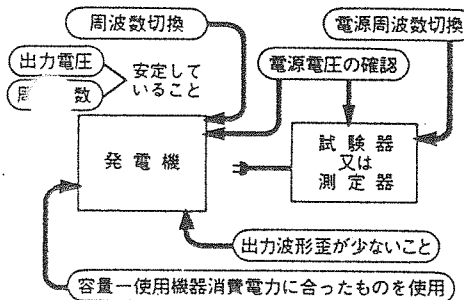 周波数切換
電源周波数切換
出力電圧
安定して
いること
数
電源電圧の確認
発電機
試験器
又は
測定器
出力波形歪が少ないこと
容量ー使用機器消費電力に合ったものを使用